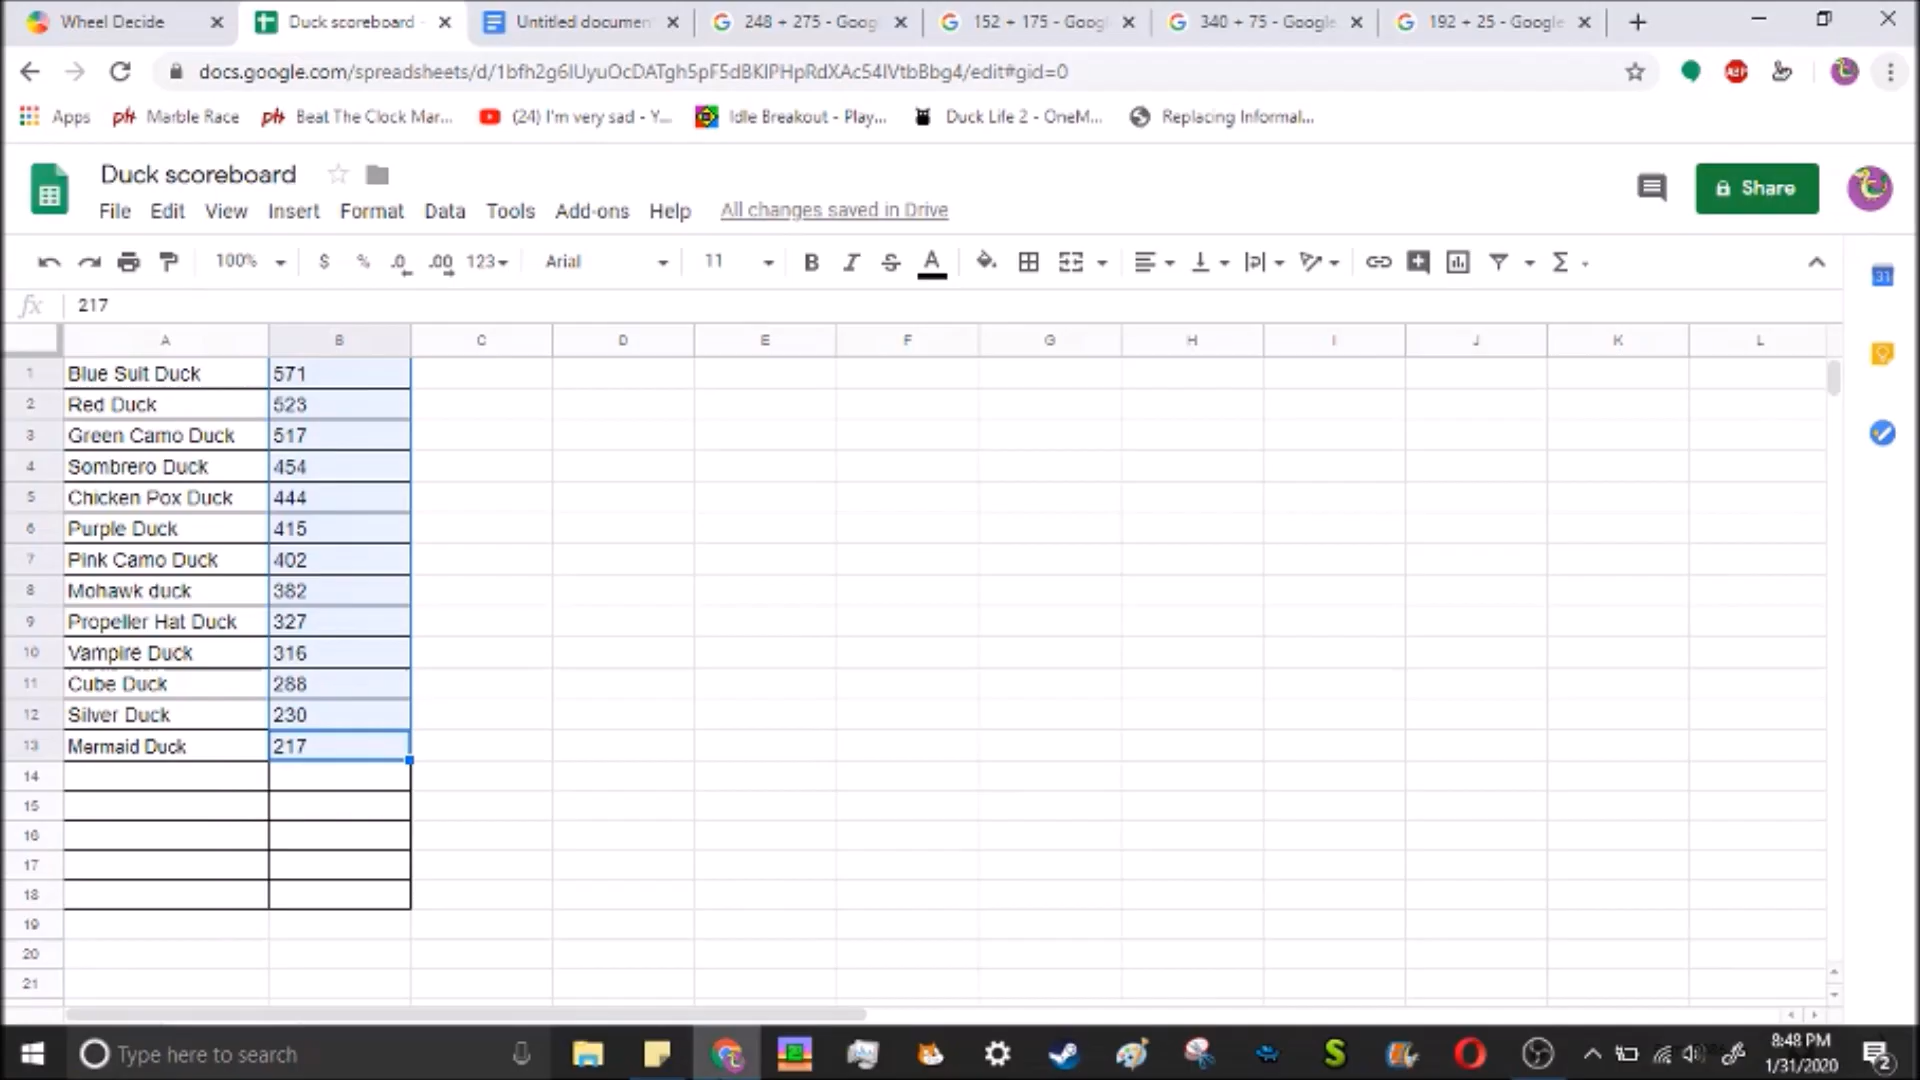 Wheel Decide
Duck scoreboard -
Untitled documen
248 + 275 - Goog
152 + 175 - Googl
340 + 75 - Google
192 + 25 - Google
docs.google.com/spreadsheets/d/1bfh2g6IUyuOcDATgh5pF5dBKIPHpRdXAc54IVtbBbg4/edit#gid=0
Apps
ph Marble Race
ph Beat The Clock Mar...
(24) I'm very sad - Y...
Idle Breakout - Play...
Duck Life 2 - OneM...
Replacing Informal...
Duck scoreboard
Share
File Edit View Insert Format Data Tools Add-ons Help All changes saved in Drive
100% $ % .0 .00 123 Arial 11 B I S A
31
fx 217
A B C D E F G H I J K L
1 Blue Suit Duck 571
2 Red Duck 523
3 Green Camo Duck 517
4 Sombrero Duck 454
5 Chicken Pox Duck 444
6 Purple Duck 415
7 Pink Camo Duck 402
8 Mohawk duck 382
9 Propeller Hat Duck 327
10 Vampire Duck 316
11 Cube Duck 288
12 Silver Duck 230
13 Mermaid Duck 217
14
15
16
17
18
19
20
21
Type here to search
8:48 PM
1/31/2020
2